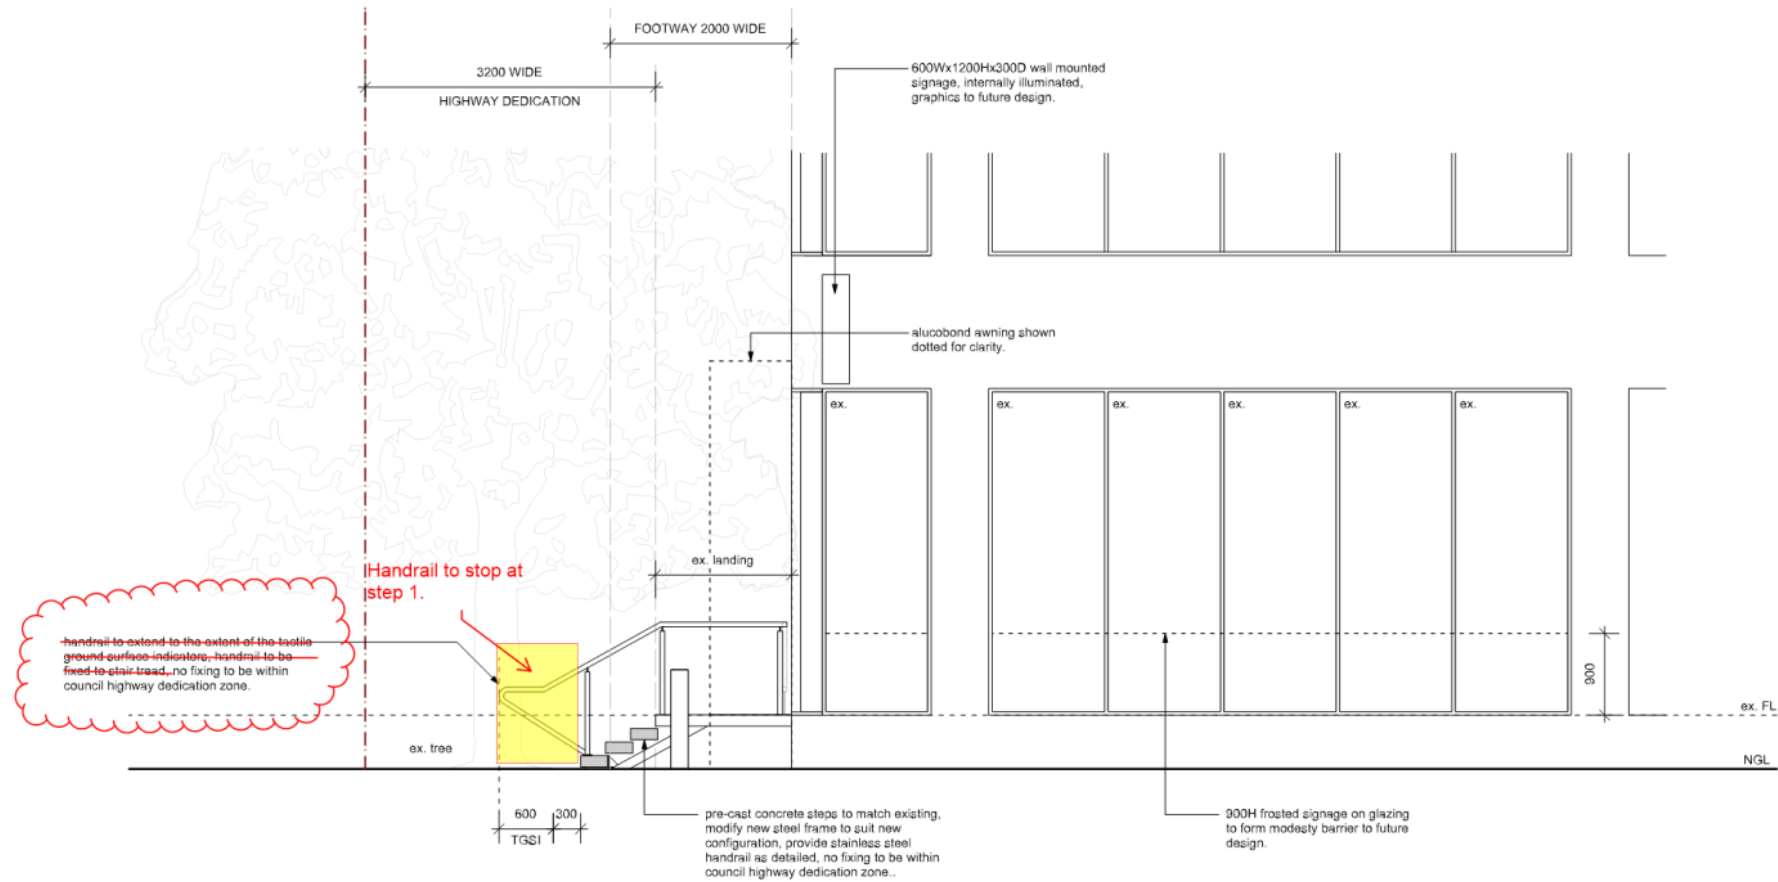 FOOTWAY 2000 WIDE
3200 WIDE
HIGHWAY DEDICATION
600Wx1200Hx300D wall mounted
signage, internally illuminated,
graphics to future design.
alucobond awning shown
dotted for clarity.
ex.
ex.
ex.
ex.
ex.
ex.
ex. landing
Handrail to stop at
step 1.
handrail to extend to the extent of the tactile
ground surface indicators, handrail to be
fixed to stair tread, no fixing to be within
council highway dedication zone.
900
ex. FL
ex. tree
NGL
600
300
TGSI
pre-cast concrete steps to match existing,
modify new steel frame to suit new
configuration, provide stainless steel
handrail as detailed, no fixing to be within
council highway dedication zone..
900H frosted signage on glazing
to form modesty barrier to future
design.